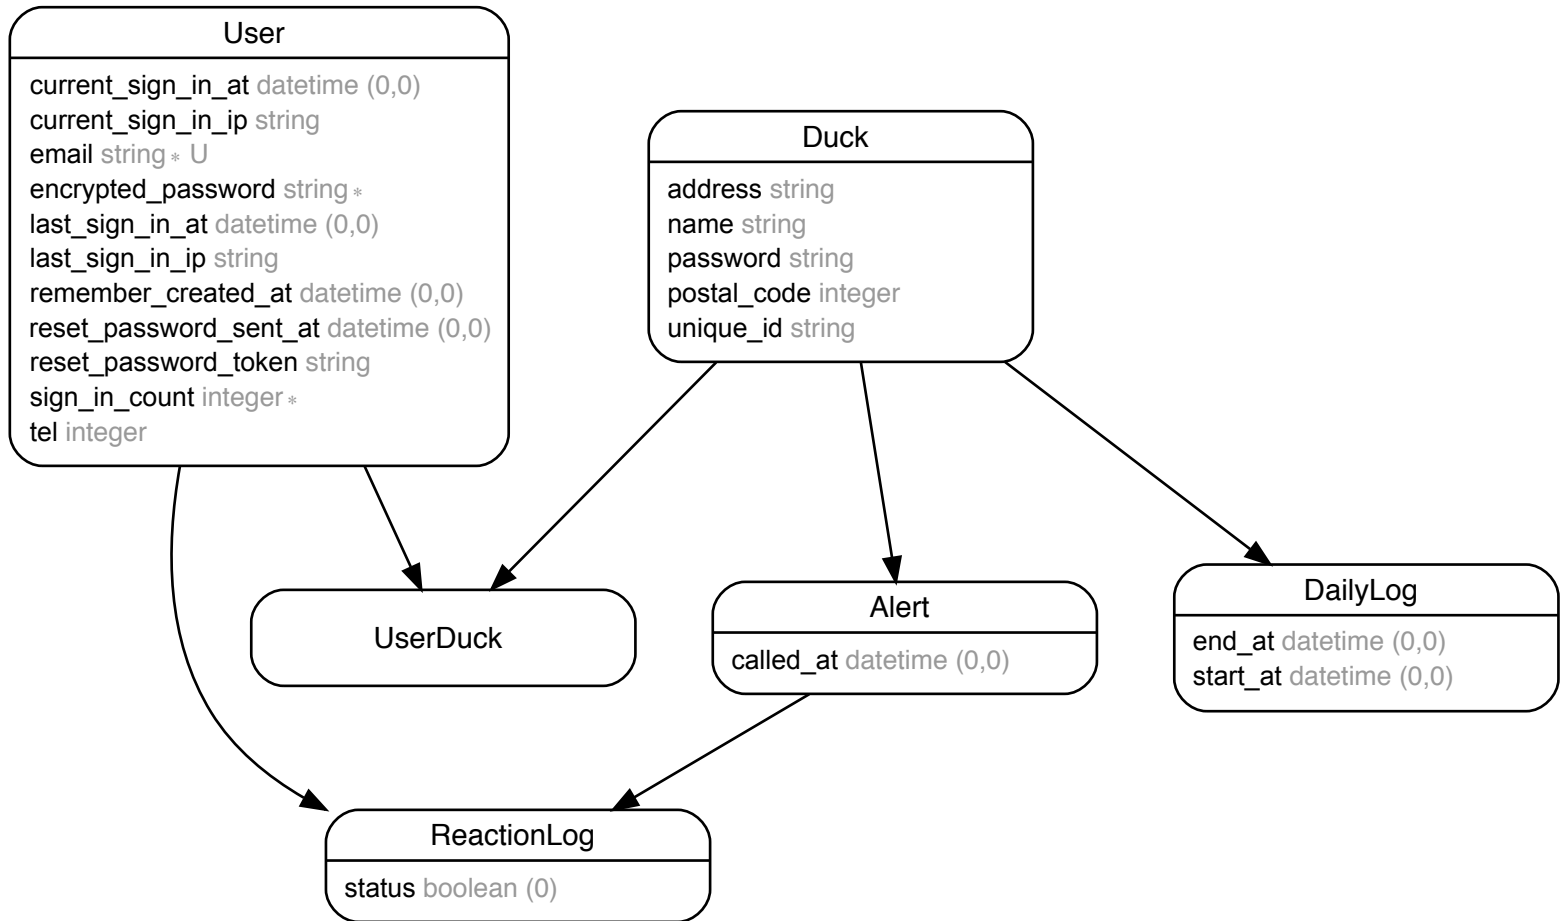 User
current_sign_in_at datetime (0,0)
current_sign_in_ip string
email string * U
encrypted_password string *
last_sign_in_at datetime (0,0)
last_sign_in_ip string
remember_created_at datetime (0,0)
reset_password_sent_at datetime (0,0)
reset_password_token string
sign_in_count integer *
tel integer
Duck
address string
name string
password string
postal_code integer
unique_id string
UserDuck
Alert
called_at datetime (0,0)
DailyLog
end_at datetime (0,0)
start_at datetime (0,0)
ReactionLog
status boolean (0)